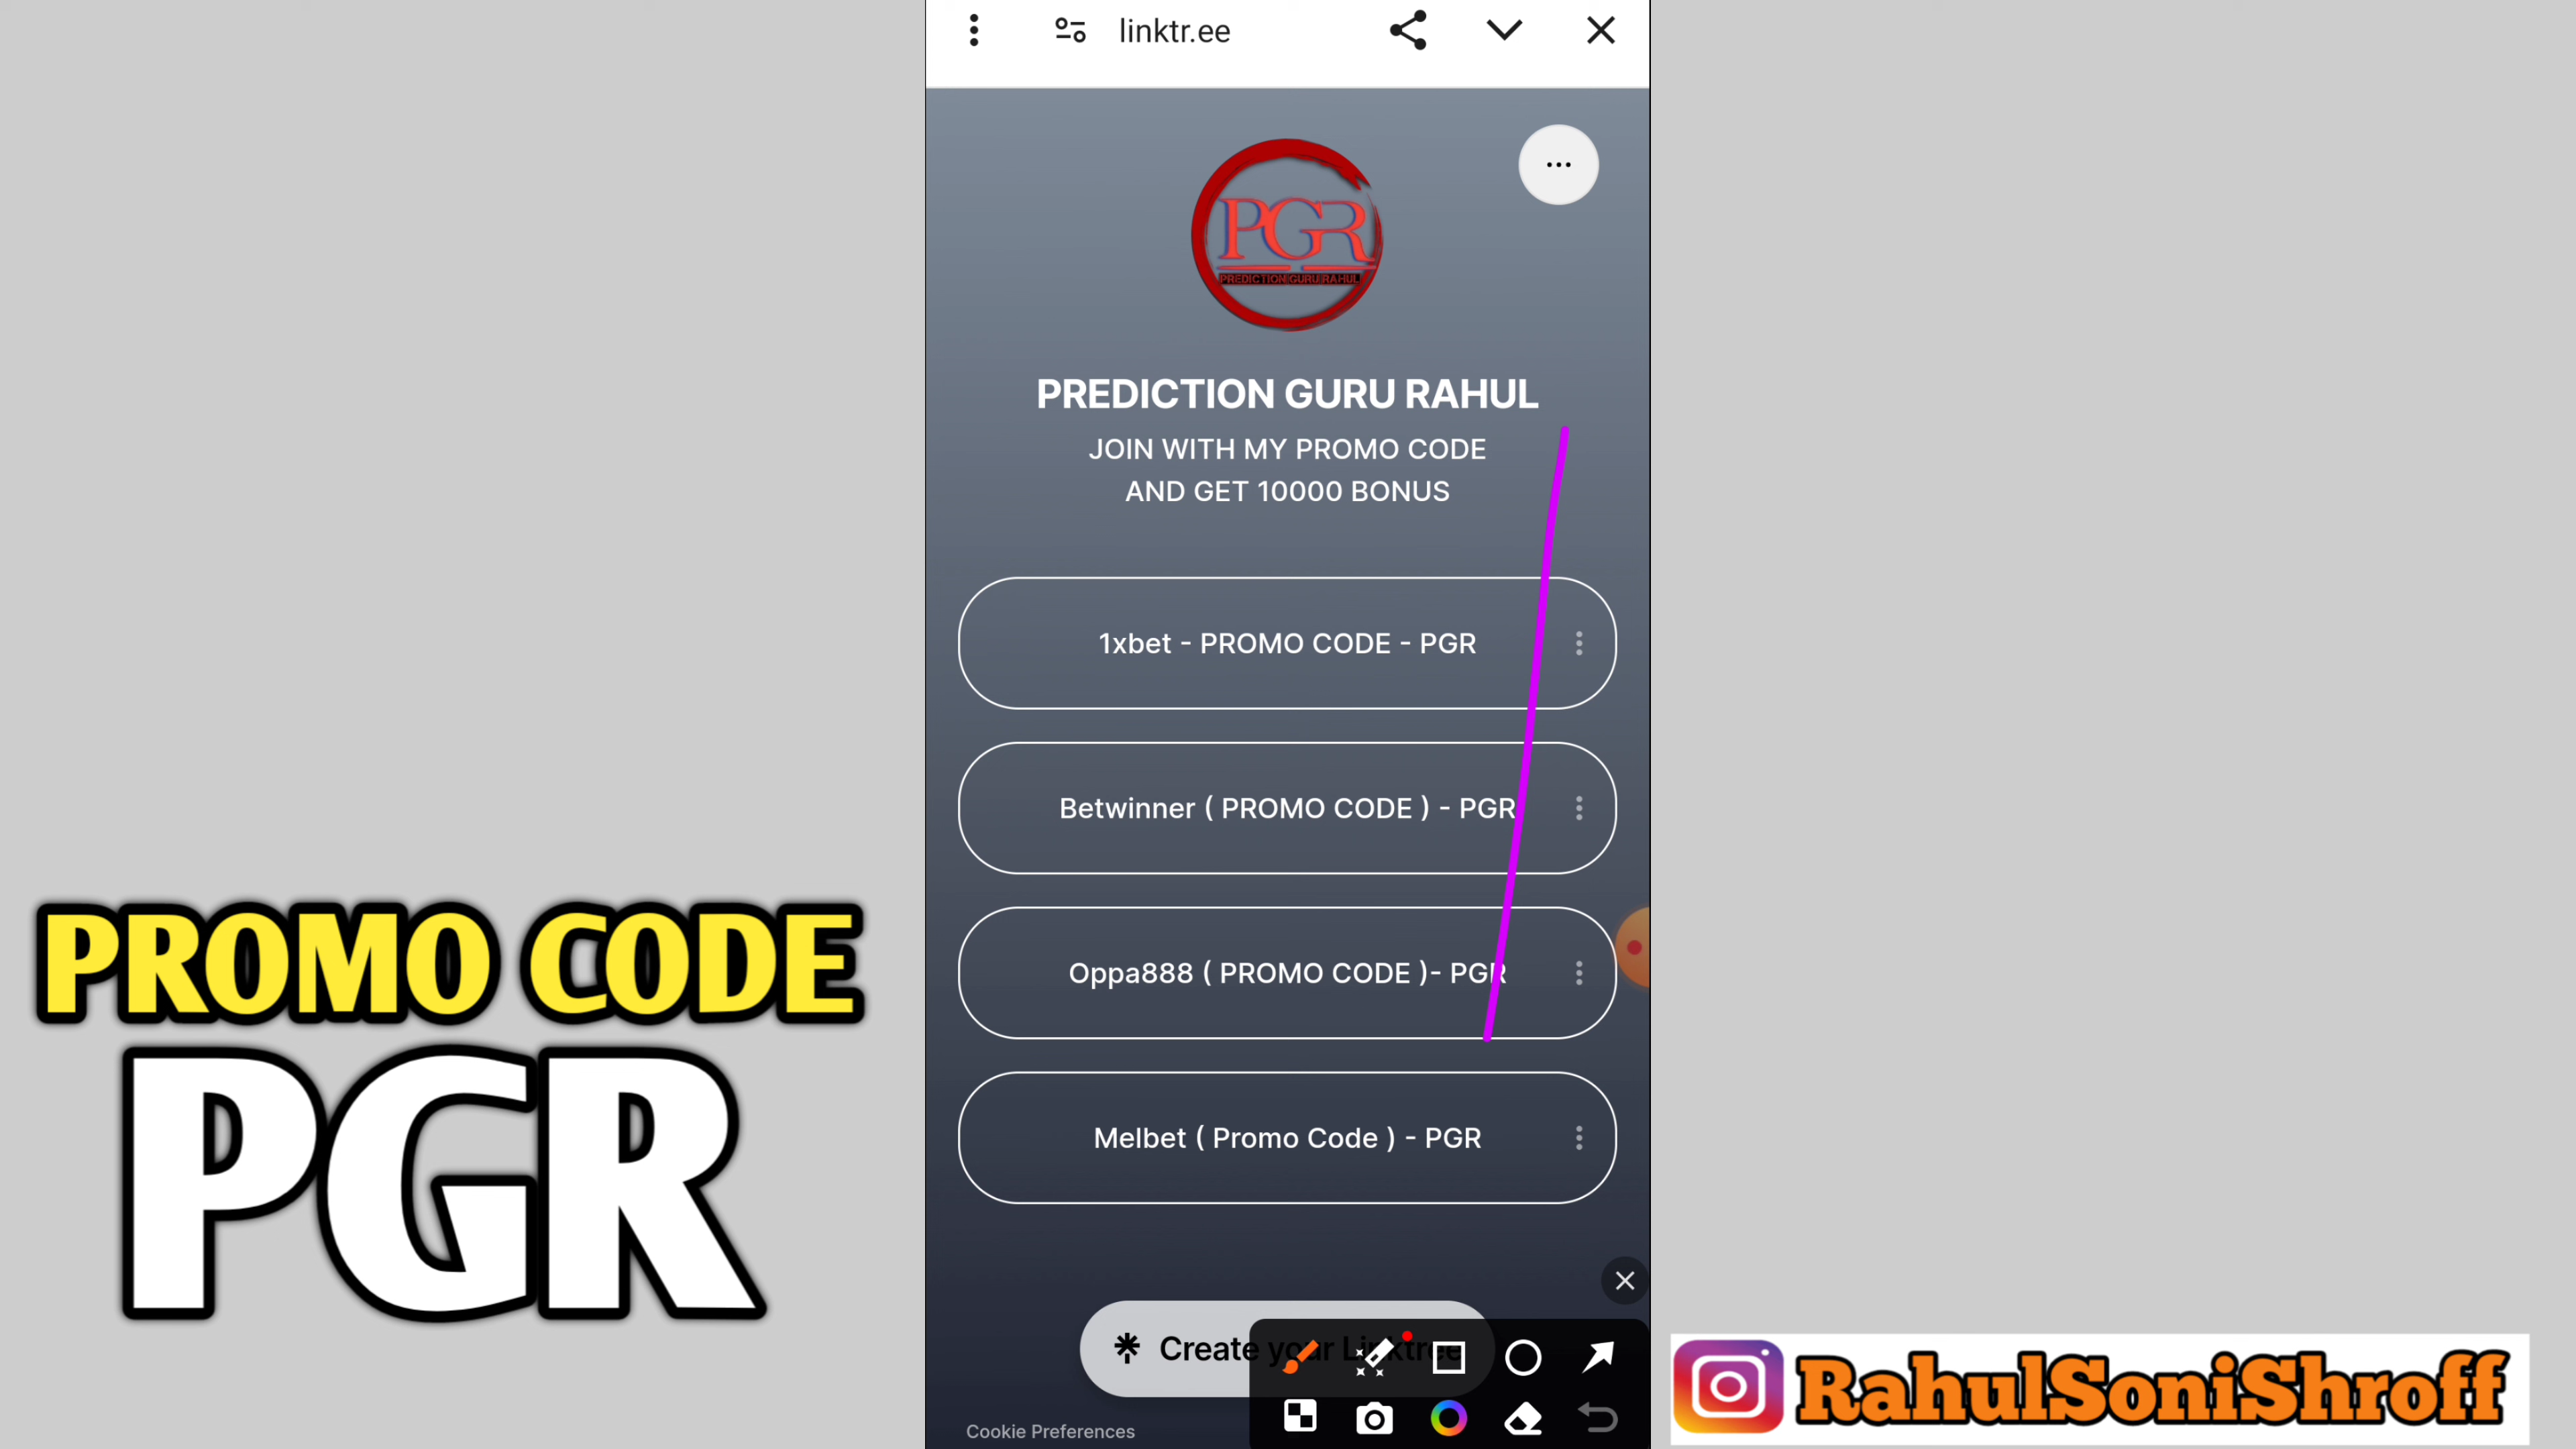 linktr.ee
PGR
PREDICTION GURU RAHUL
PREDICTION GURU RAHUL
JOIN WITH MY PROMO CODE
AND GET 10000 BONUS
1xbet - PROMO CODE - PGR
Betwinner ( PROMO CODE ) - PGR
Oppa888 ( PROMO CODE )- PGR
Melbet ( Promo Code ) - PGR
Create your Linktree
Cookie Preferences
PROMO CODE
PGR
RahulSoniShroff